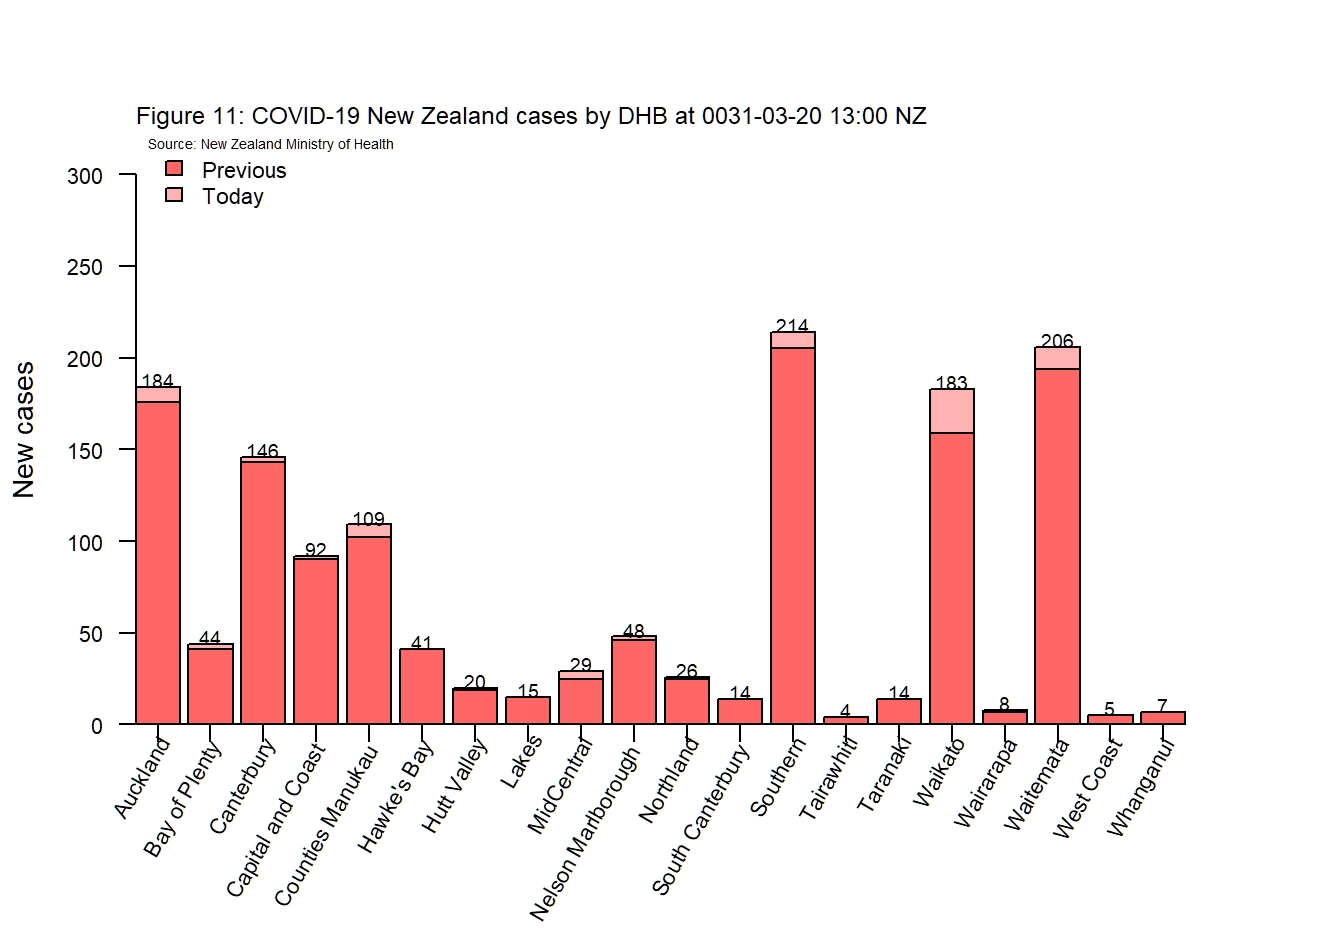 Figure 11: COVID-19 New Zealand cases by DHB at 0031-03-20 13:00 NZ
Source: New Zealand Ministry of Health
Previous
Today
New cases
300
250
200
150
100
50
0
184
44
146
92
109
41
20
15
29
48
26
14
214
4
14
183
8
206
5
7
Auckland
Bay of Plenty
Canterbury
Capital and Coast
Counties Manukau
Hawke's Bay
Hutt Valley
Lakes
MidCentral
Nelson Marlborough
Northland
South Canterbury
Southern
Tairawhiti
Taranaki
Waikato
Wairarapa
Waitemata
West Coast
Whanganui